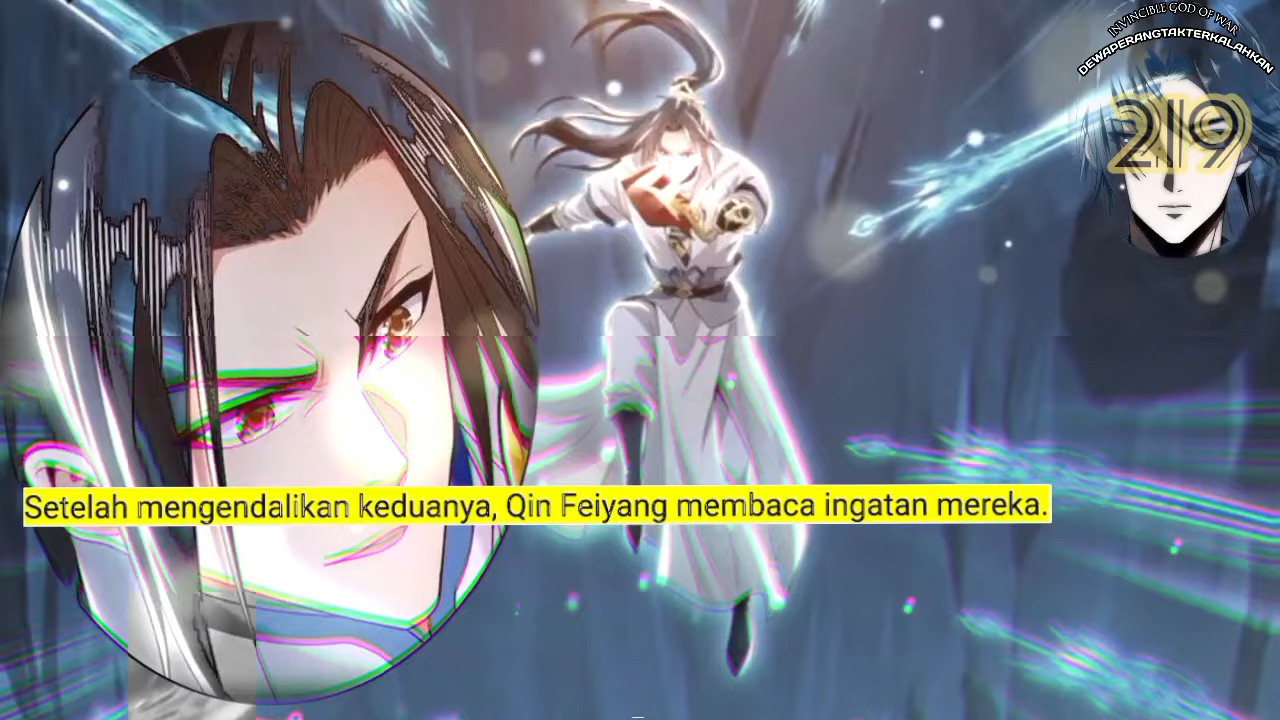 INVINCIBLE GOD OF WAR
DEWAPERANGTAKTERKALAHKAN
219
Setelah mengendalikan keduanya, Qin Feiyang membaca ingatan mereka.